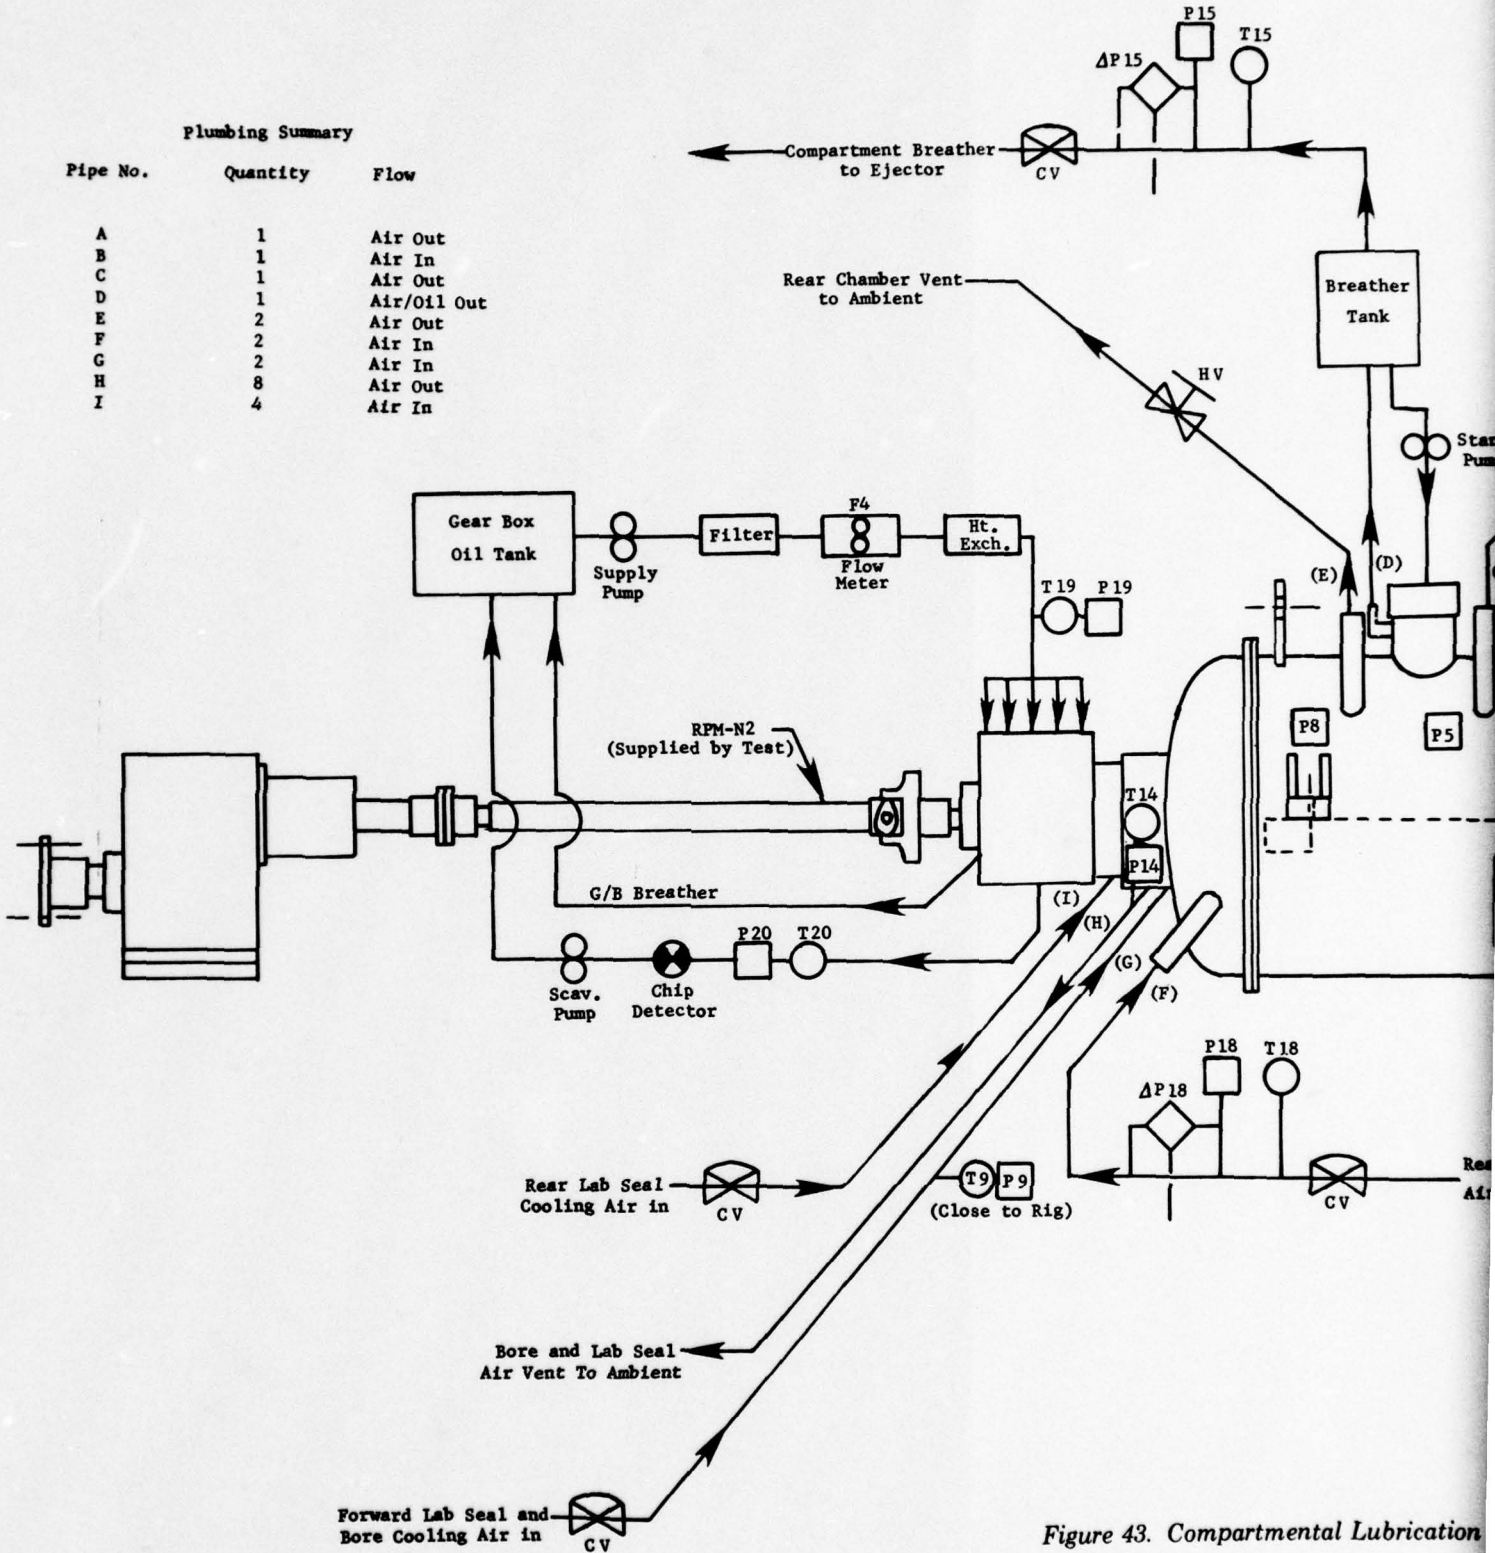 Plumbing Summary
Pipe No. Quantity Flow
A 1 Air Out
B 1 Air In
C 1 Air Out
D 1 Air/Oil Out
E 2 Air Out
F 2 Air In
G 2 Air In
H 8 Air Out
I 4 Air In
P15
T15
ΔP15
Compartment Breather
to Ejector
CV
Rear Chamber Vent
to Ambient
HV
Breather
Tank
(E)
(D)
Gear Box
Oil Tank
Supply
Pump
Filter
F4
Flow
Meter
Ht.
Exch.
T19 P19
RPM-N2
(Supplied by Test)
P8
P5
T14
P14
G/B Breather
(I)
(H)
(G)
(F)
P20 T20
Scav.
Pump
Chip
Detector
P18 T18
ΔP18
CV
Rear Lab Seal
Cooling Air in
CV
T9 P9
(Close to Rig)
Bore and Lab Seal
Air Vent To Ambient
Forward Lab Seal and
Bore Cooling Air in
CV
Figure 43. Compartmental Lubrication